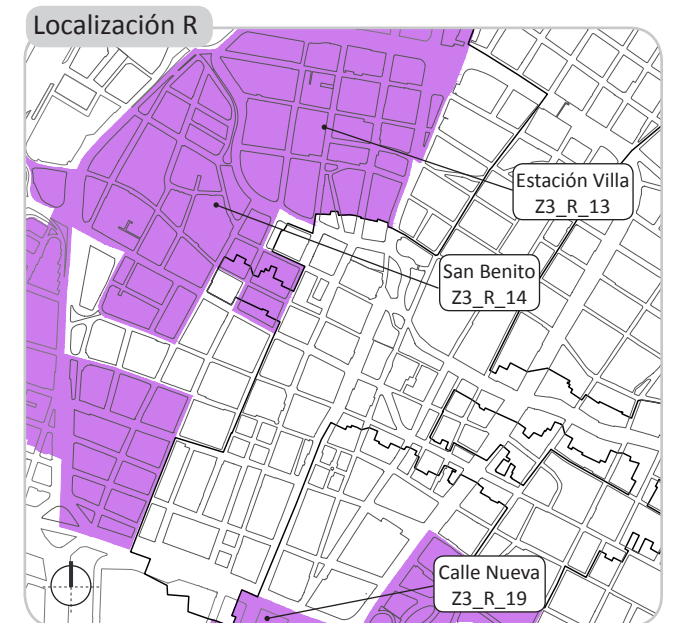 Localización R
Estación Villa
Z3_R_13
San Benito
Z3_R_14
Calle Nueva
Z3_R_19